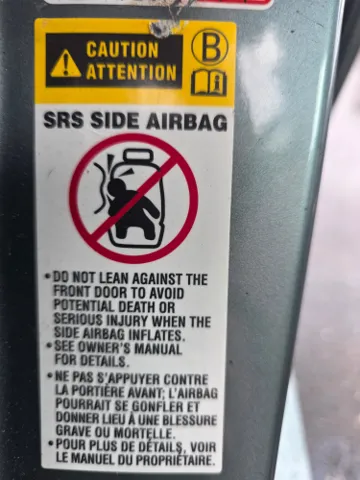 CAUTION
ATTENTION
B
SRS SIDE AIRBAG
•DO NOT LEAN AGAINST THE
FRONT DOOR TO AVOID
POTENTIAL DEATH OR
SERIOUS INJURY WHEN THE
SIDE AIRBAG INFLATES.
•SEE OWNER'S MANUAL
FOR DETAILS.
•NE PAS S'APPUYER CONTRE
LA PORTIÈRE AVANT; L'AIRBAG
POURRAIT SE GONFLER ET
DONNER LIEU À UNE BLESSURE
GRAVE OU MORTELLE.
•POUR PLUS DE DÉTAILS, VOIR
LE MANUEL DU PROPRIÉTAIRE.